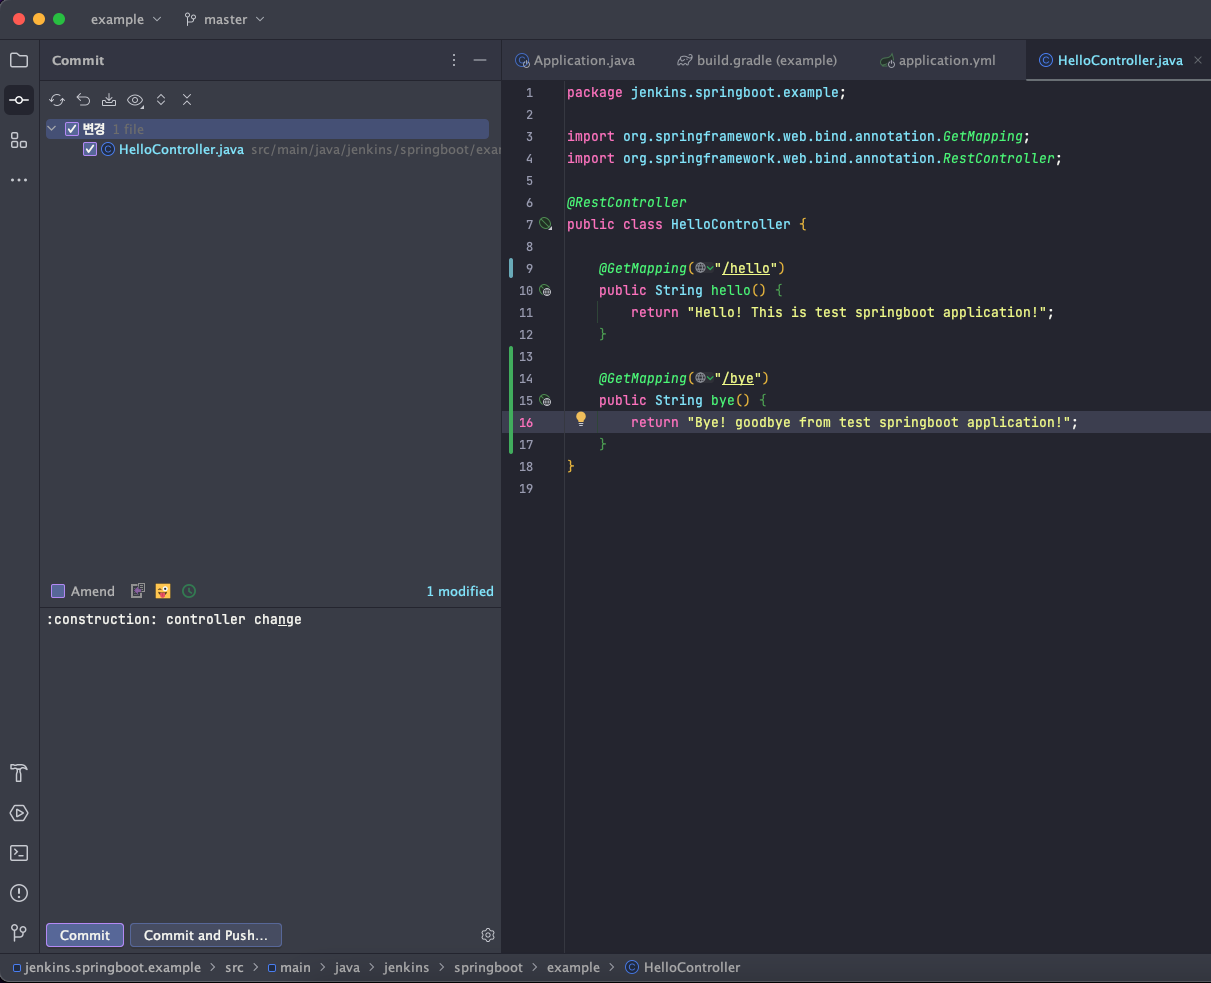 example master
Commit
변경 1 file
HelloController.java src/main/java/jenkins/springboot/exa
Amend 1 modified
:construction: controller change
Commit Commit and Push...
Application.java build.gradle (example) application.yml HelloController.java
1 package jenkins.springboot.example;
2
3 import org.springframework.web.bind.annotation.GetMapping;
4 import org.springframework.web.bind.annotation.RestController;
5
6 @RestController
7 public class HelloController {
8
9 @GetMapping("/hello")
10 public String hello() {
11 return "Hello! This is test springboot application!";
12 }
13
14 @GetMapping("/bye")
15 public String bye() {
16 return "Bye! goodbye from test springboot application!";
17 }
18 }
19
jenkins.springboot.example > src > main > java > jenkins > springboot > example > HelloController